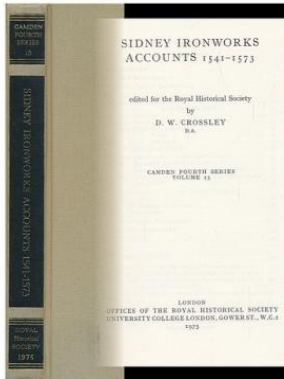 CAMDEN
FOURTH
SERIES
15
SIDNEY IRONWORKS ACCOUNTS 1541-1573
ROYAL
Historical
SOCIETY
1975
SIDNEY IRONWORKS
ACCOUNTS 1541-1573
edited for the Royal Historical Society
by
D. W. CROSSLEY
CAMDEN FOURTH SERIES
VOLUME 15
LONDON
OFFICES OF THE ROYAL HISTORICAL SOCIETY
UNIVERSITY COLLEGE LONDON, GOWER ST., W.C.1
1975